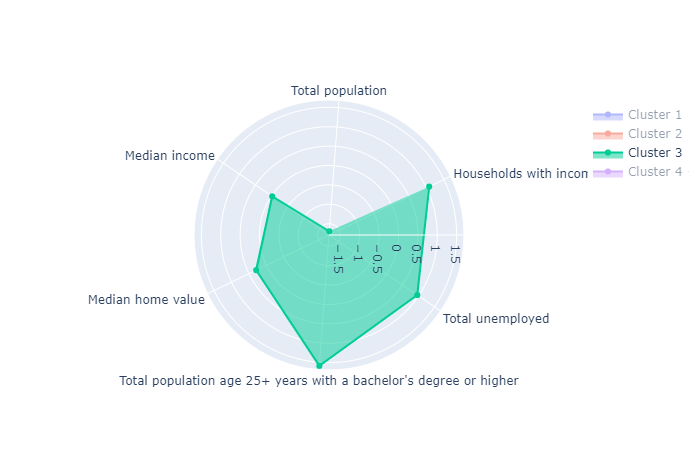 Total population
Cluster 1
Cluster 2
Cluster 3
Cluster 4
Median income
Households with incom
−1.5
−1
−0.5
0
0.5
1
1.5
Median home value
Total unemployed
Total population age 25+ years with a bachelor's degree or higher